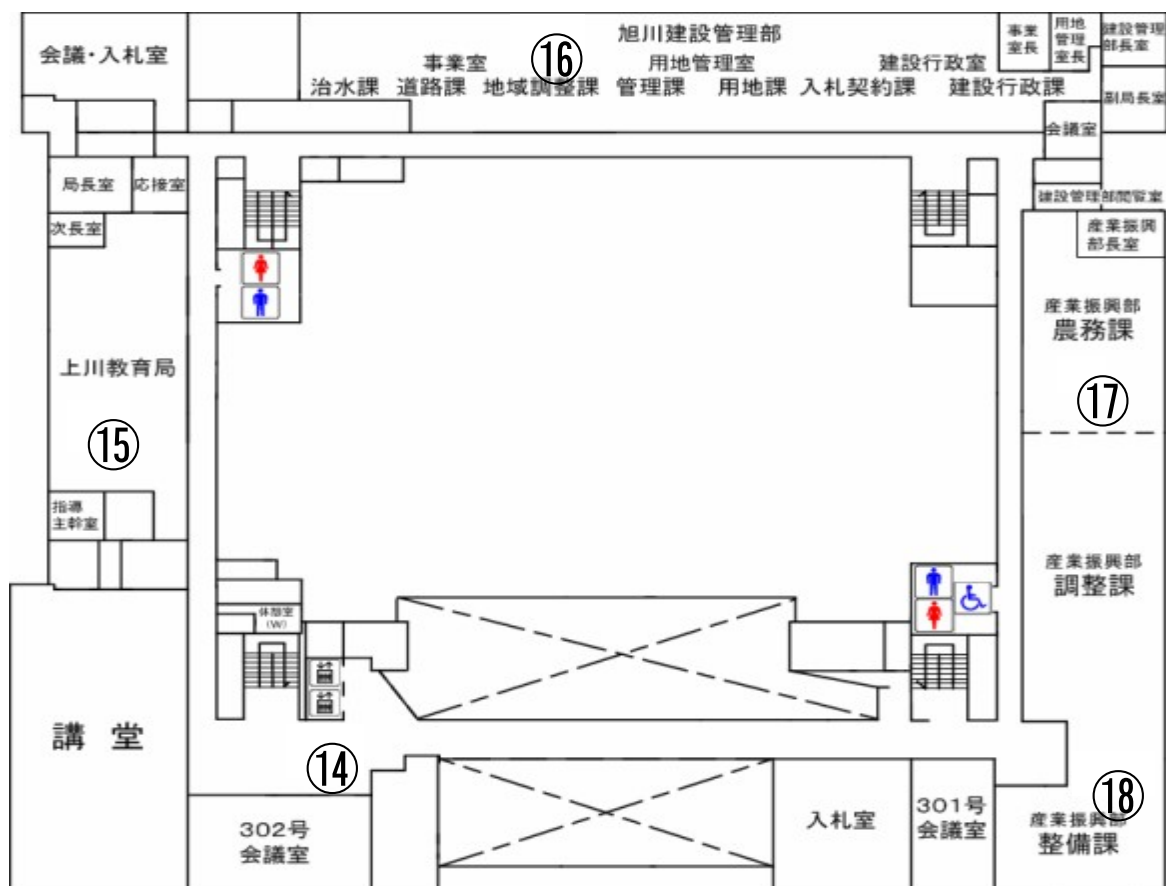 会議・入札室
旭川建設管理部
事業室
用地管理室
建設行政室
治水課 道路課 地域調整課 管理課 用地課 入札契約課 建設行政課
⑯
事業
室長
用地
管理
室長
建設管理
部長室
副局長室
会議室
局長室
応接室
次長室
建設管理部閲覧室
産業振興
部長室
産業振興部
農務課
⑰
上川教育局
⑮
指導
主幹室
産業振興部
調整課
休憩室
(W)
講 堂
⑭
302号
会議室
入札室
301号
会議室
⑱
産業振興部
整備課